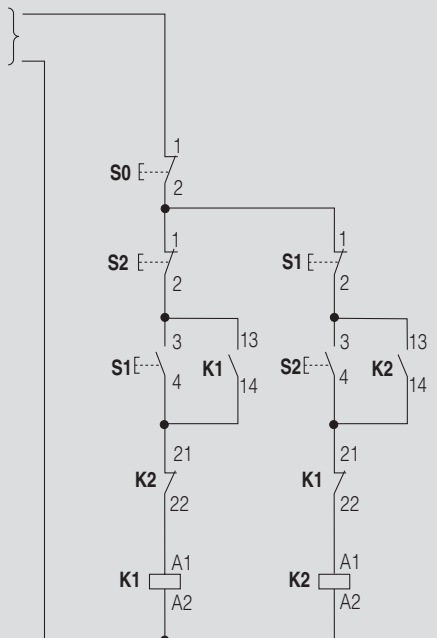 1
S0
2
1 1
S2 S1
2 2
3 13 3 13
S1 K1 S2 K2
4 14 4 14
21 21
K2 K1
22 22
A1 A1
K1 K2
A2 A2